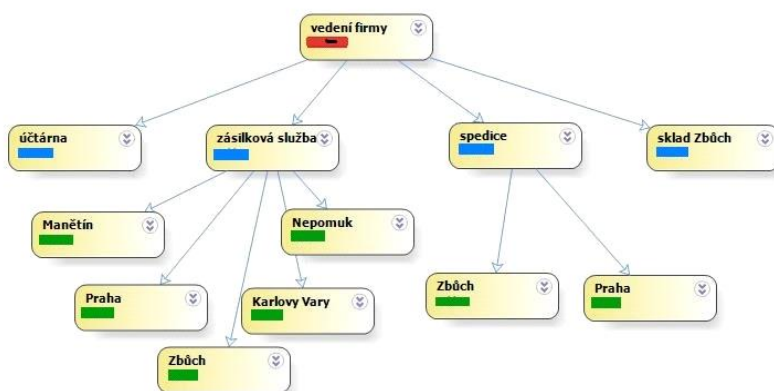 vedení firmy
účtárna
zásilková služba
spedice
sklad Zbůch
Manětín
Nepomuk
Praha
Karlovy Vary
Zbůch
Zbůch
Praha